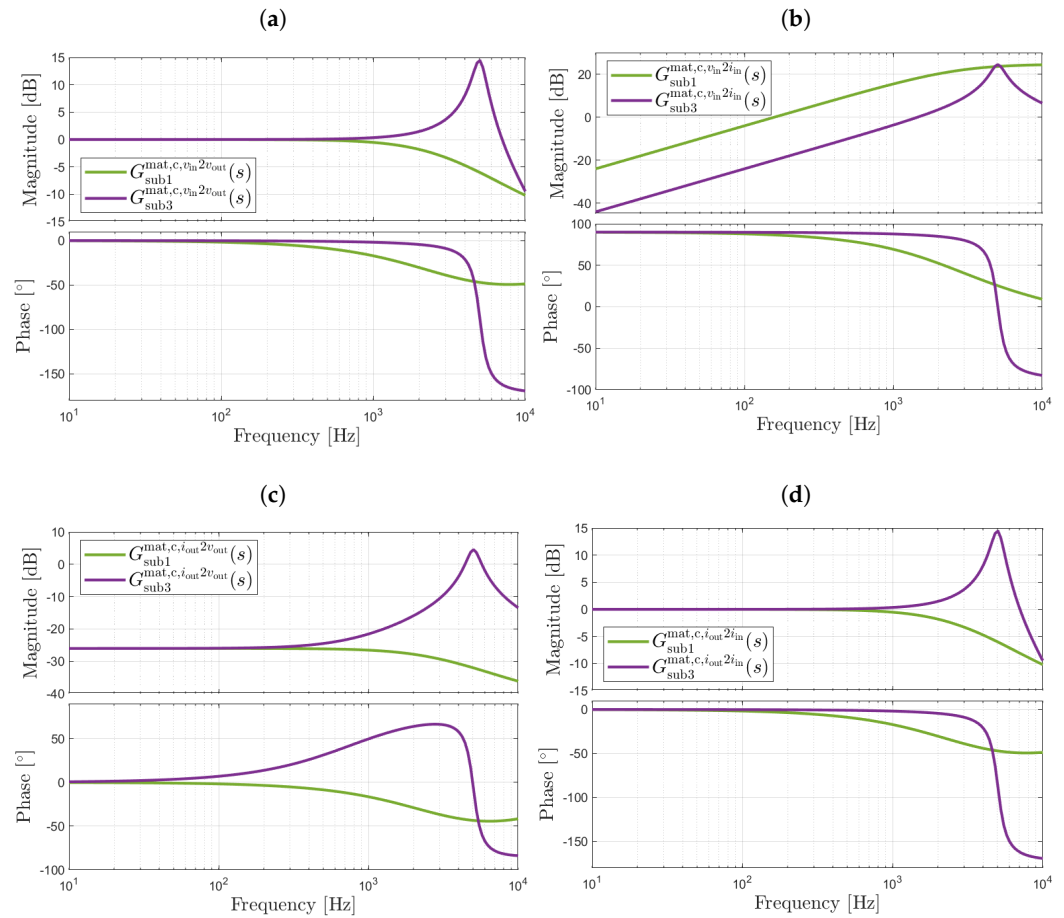 (a)
Magnitude [dB]
15
10
5
0
-5
-10
15
G_sub1^mat,c,v_in2v_out(s)
G_sub3^mat,c,v_in2v_out(s)
Phase [°]
0
-50
-100
-150
10^1 10^2 10^3 10^4
Frequency [Hz]
(b)
Magnitude [dB]
20
0
-20
-40
G_sub1^mat,c,v_in2i_in(s)
G_sub3^mat,c,v_in2i_in(s)
Phase [°]
100
50
0
-50
-100
10^1 10^2 10^3 10^4
Frequency [Hz]
(c)
Magnitude [dB]
10
0
-10
-20
-30
-40
G_sub1^mat,c,i_out2v_out(s)
G_sub3^mat,c,i_out2v_out(s)
Phase [°]
50
0
-50
-100
10^1 10^2 10^3 10^4
Frequency [Hz]
(d)
Magnitude [dB]
15
10
5
0
-5
-10
15
G_sub1^mat,c,i_out2i_in(s)
G_sub3^mat,c,i_out2i_in(s)
Phase [°]
0
-50
-100
-150
10^1 10^2 10^3 10^4
Frequency [Hz]